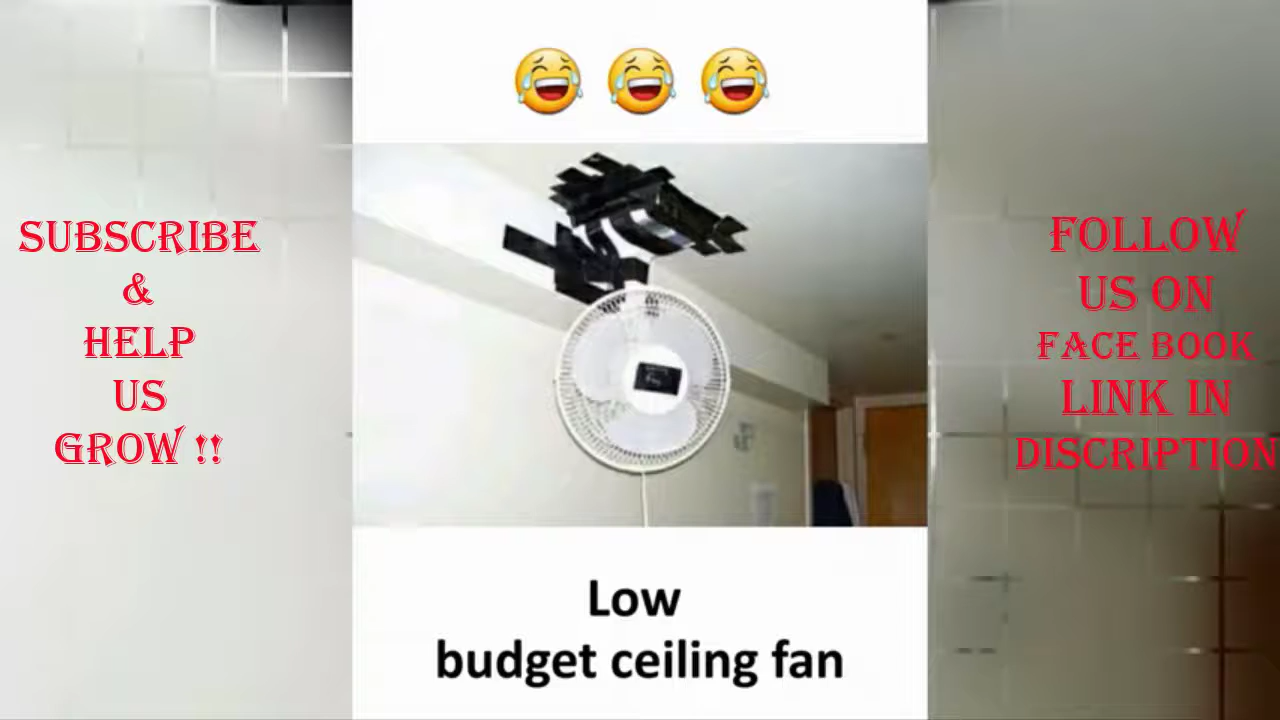 SUBSCRIBE
&
HELP
US
GROW !!
Low
budget ceiling fan
FOLLOW
US ON
FACE BOOK
LINK IN
DISCRIPTION